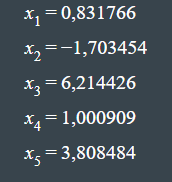 x₁ = 0,831766
x₂ = −1,703454
x₃ = 6,214426
x₄ = 1,000909
x₅ = 3,808484